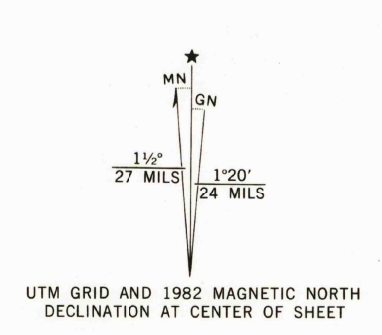 ★
MN
GN
1½°
27 MILS
1°20′
24 MILS
UTM GRID AND 1982 MAGNETIC NORTH
DECLINATION AT CENTER OF SHEET